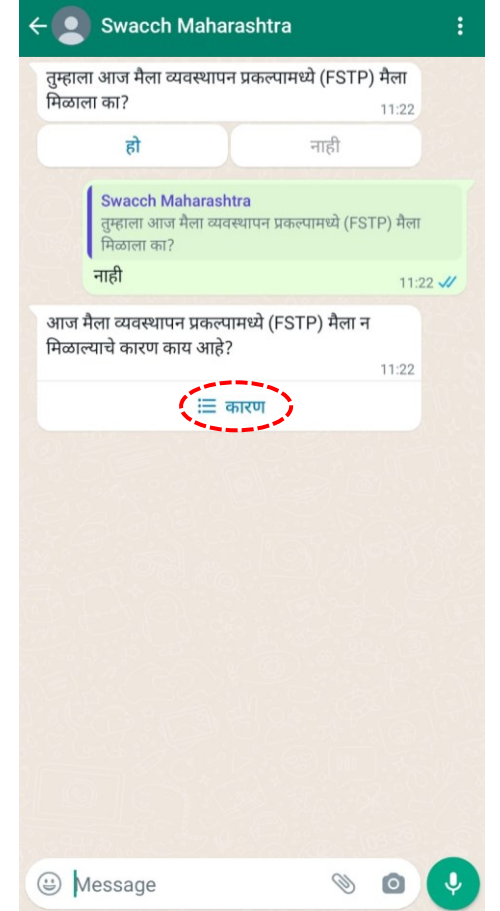 Swacch Maharashtra
तुम्हाला आज मैला व्यवस्थापन प्रकल्पामध्ये (FSTP) मैला
मिळाला का?
11:22
हो
नाही
Swacch Maharashtra
तुम्हाला आज मैला व्यवस्थापन प्रकल्पामध्ये (FSTP) मैला
मिळाला का?
नाही
11:22
आज मैला व्यवस्थापन प्रकल्पामध्ये (FSTP) मैला न
मिळाल्याचे कारण काय आहे?
11:22
कारण
Message